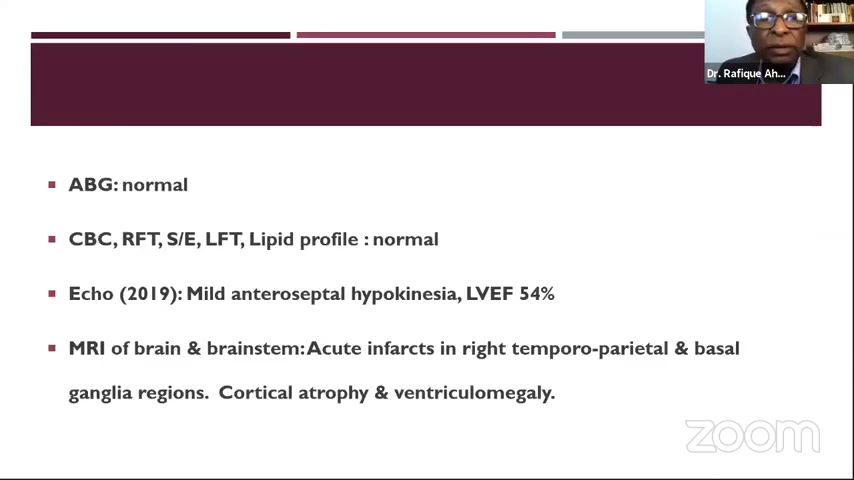 Dr. Rafique Ah...
ABG: normal
CBC, RFT, S/E, LFT, Lipid profile : normal
Echo (2019): Mild anteroseptal hypokinesia, LVEF 54%
MRI of brain & brainstem: Acute infarcts in right temporo-parietal & basal
ganglia regions. Cortical atrophy & ventriculomegaly.
zoom